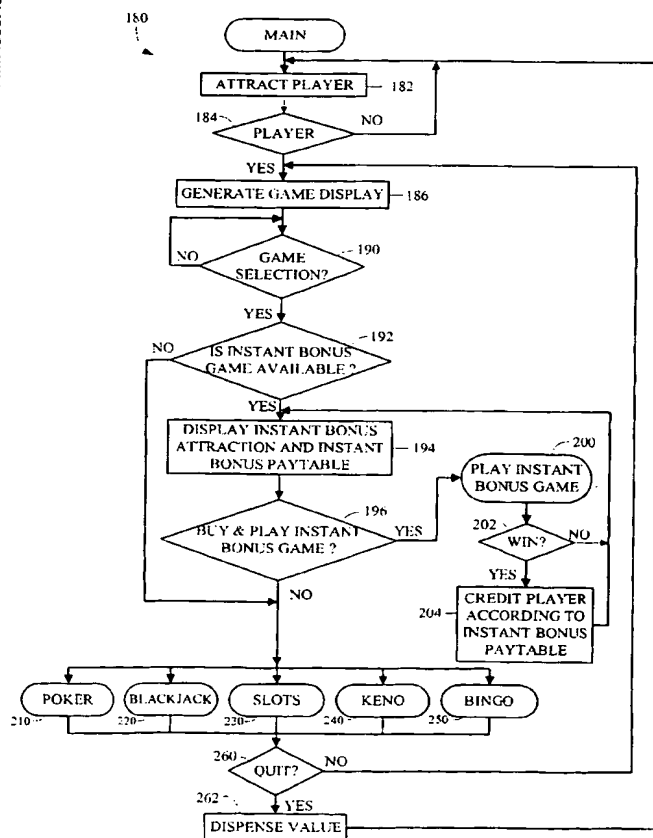 180
MAIN
ATTRACT PLAYER
182
184
PLAYER
NO
YES
GENERATE GAME DISPLAY
186
190
NO
GAME
SELECTION?
YES
192
NO
IS INSTANT BONUS
GAME AVAILABLE ?
YES
DISPLAY INSTANT BONUS
ATTRACTION AND INSTANT
BONUS PAYTABLE
194
200
PLAY INSTANT
BONUS GAME
196
BUY & PLAY INSTANT
BONUS GAME ?
YES
202
WIN?
NO
YES
NO
204
CREDIT PLAYER
ACCORDING TO
INSTANT BONUS
PAYTABLE
POKER
BLACKJACK
SLOTS
KENO
BINGO
210
220
230
240
250
260
QUIT?
NO
262
YES
DISPENSE VALUE